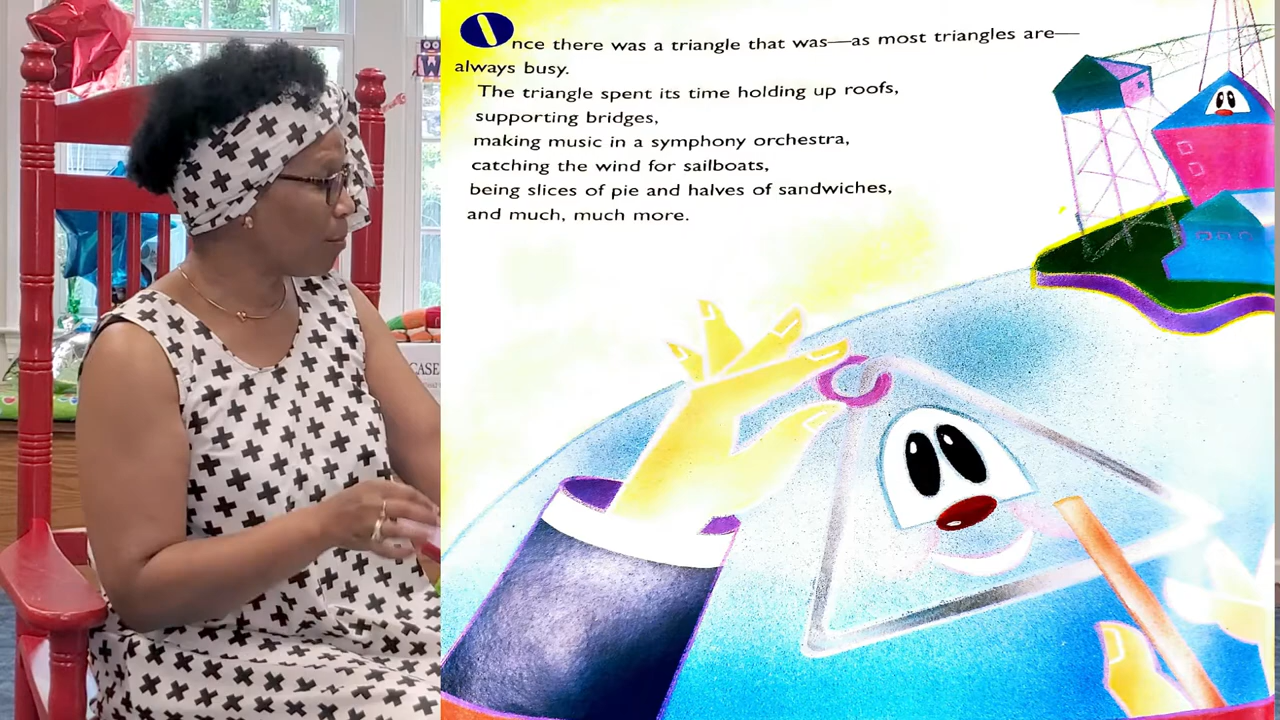 Once there was a triangle that was—as most triangles are—
always busy.
The triangle spent its time holding up roofs,
supporting bridges,
making music in a symphony orchestra,
catching the wind for sailboats,
being slices of pie and halves of sandwiches,
and much, much more.
W
CASE